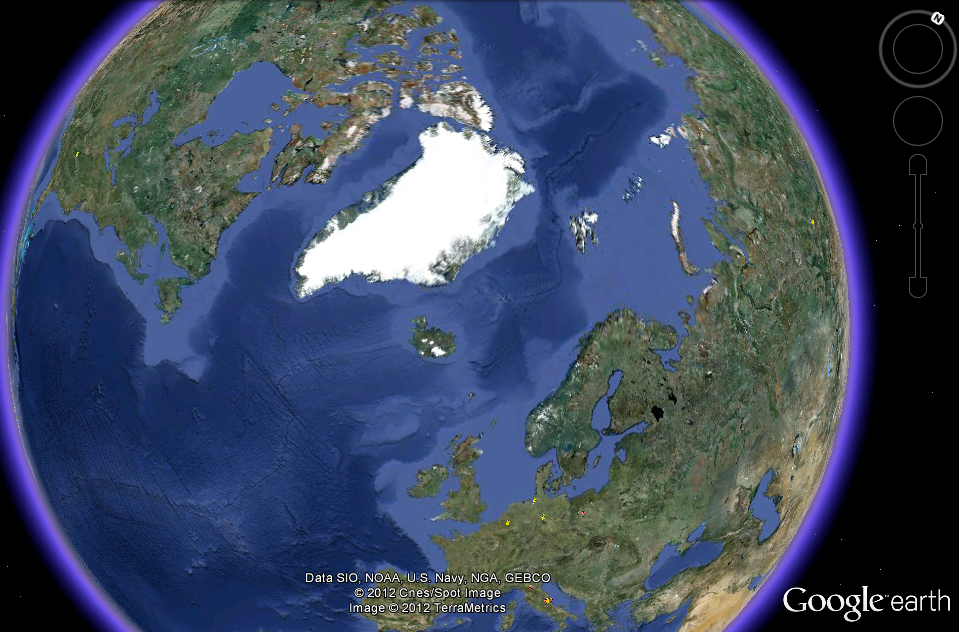 N
Data SIO, NOAA, U.S. Navy, NGA, GEBCO
© 2012 Cnes/Spot Image
Image © 2012 TerraMetrics
Google earth